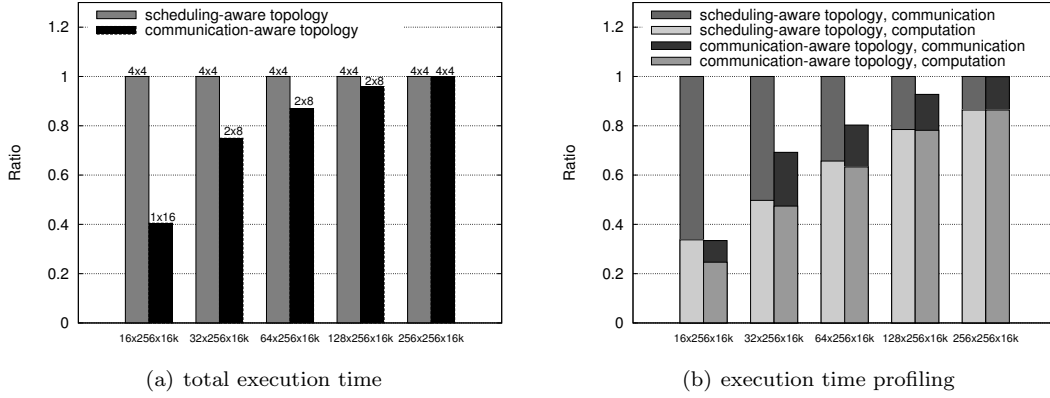 scheduling-aware topology
communication-aware topology
1.2
1
0.8
0.6
0.4
0.2
0
Ratio
4x4 4x4 4x4 4x4 4x4 4x4
2x8
2x8
2x8
1x16
16x256x16k 32x256x16k 64x256x16k 128x256x16k 256x256x16k
(a) total execution time
scheduling-aware topology, communication
scheduling-aware topology, computation
communication-aware topology, communication
communication-aware topology, computation
1.2
1
0.8
0.6
0.4
0.2
0
Ratio
16x256x16k 32x256x16k 64x256x16k 128x256x16k 256x256x16k
(b) execution time profiling